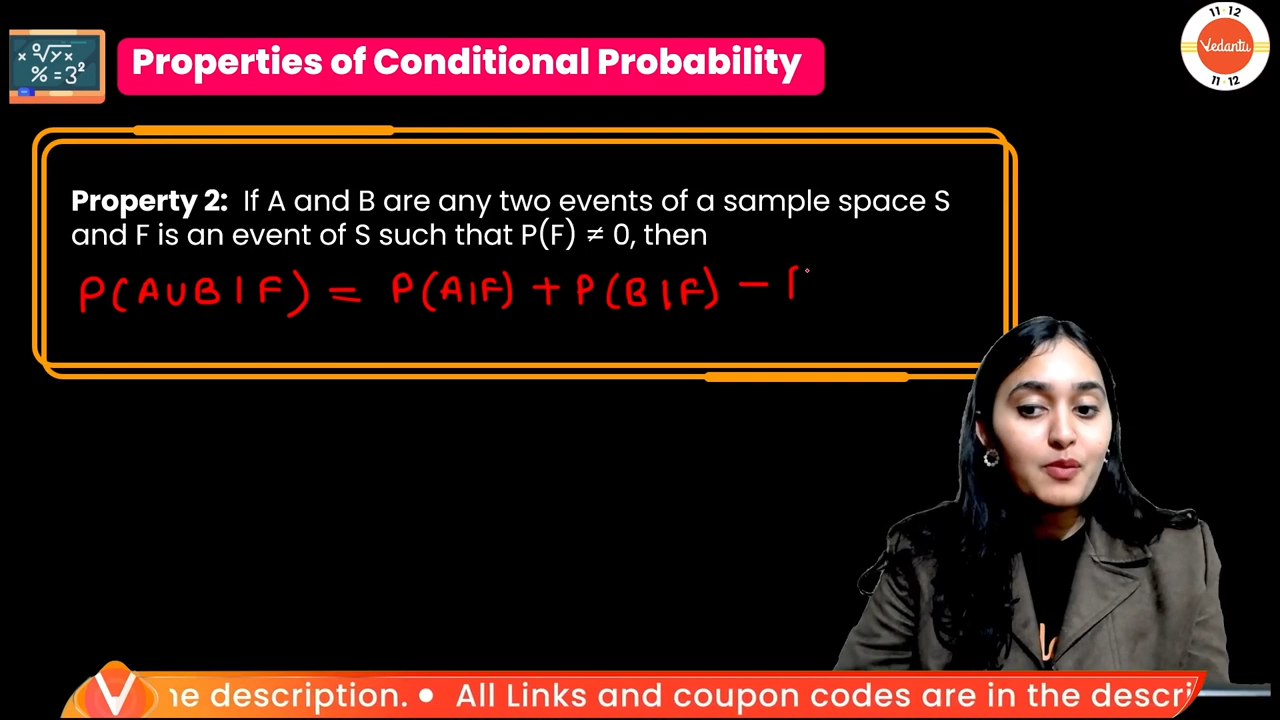 × ∜y x
% = 3²
Properties of Conditional Probability
11·12
Vedantu
11·12
Property 2: If A and B are any two events of a sample space S
and F is an event of S such that P(F) ≠ 0, then
P(A∪B|F) = P(A|F) + P(B|F) -
V
he description. • All Links and coupon codes are in the descri